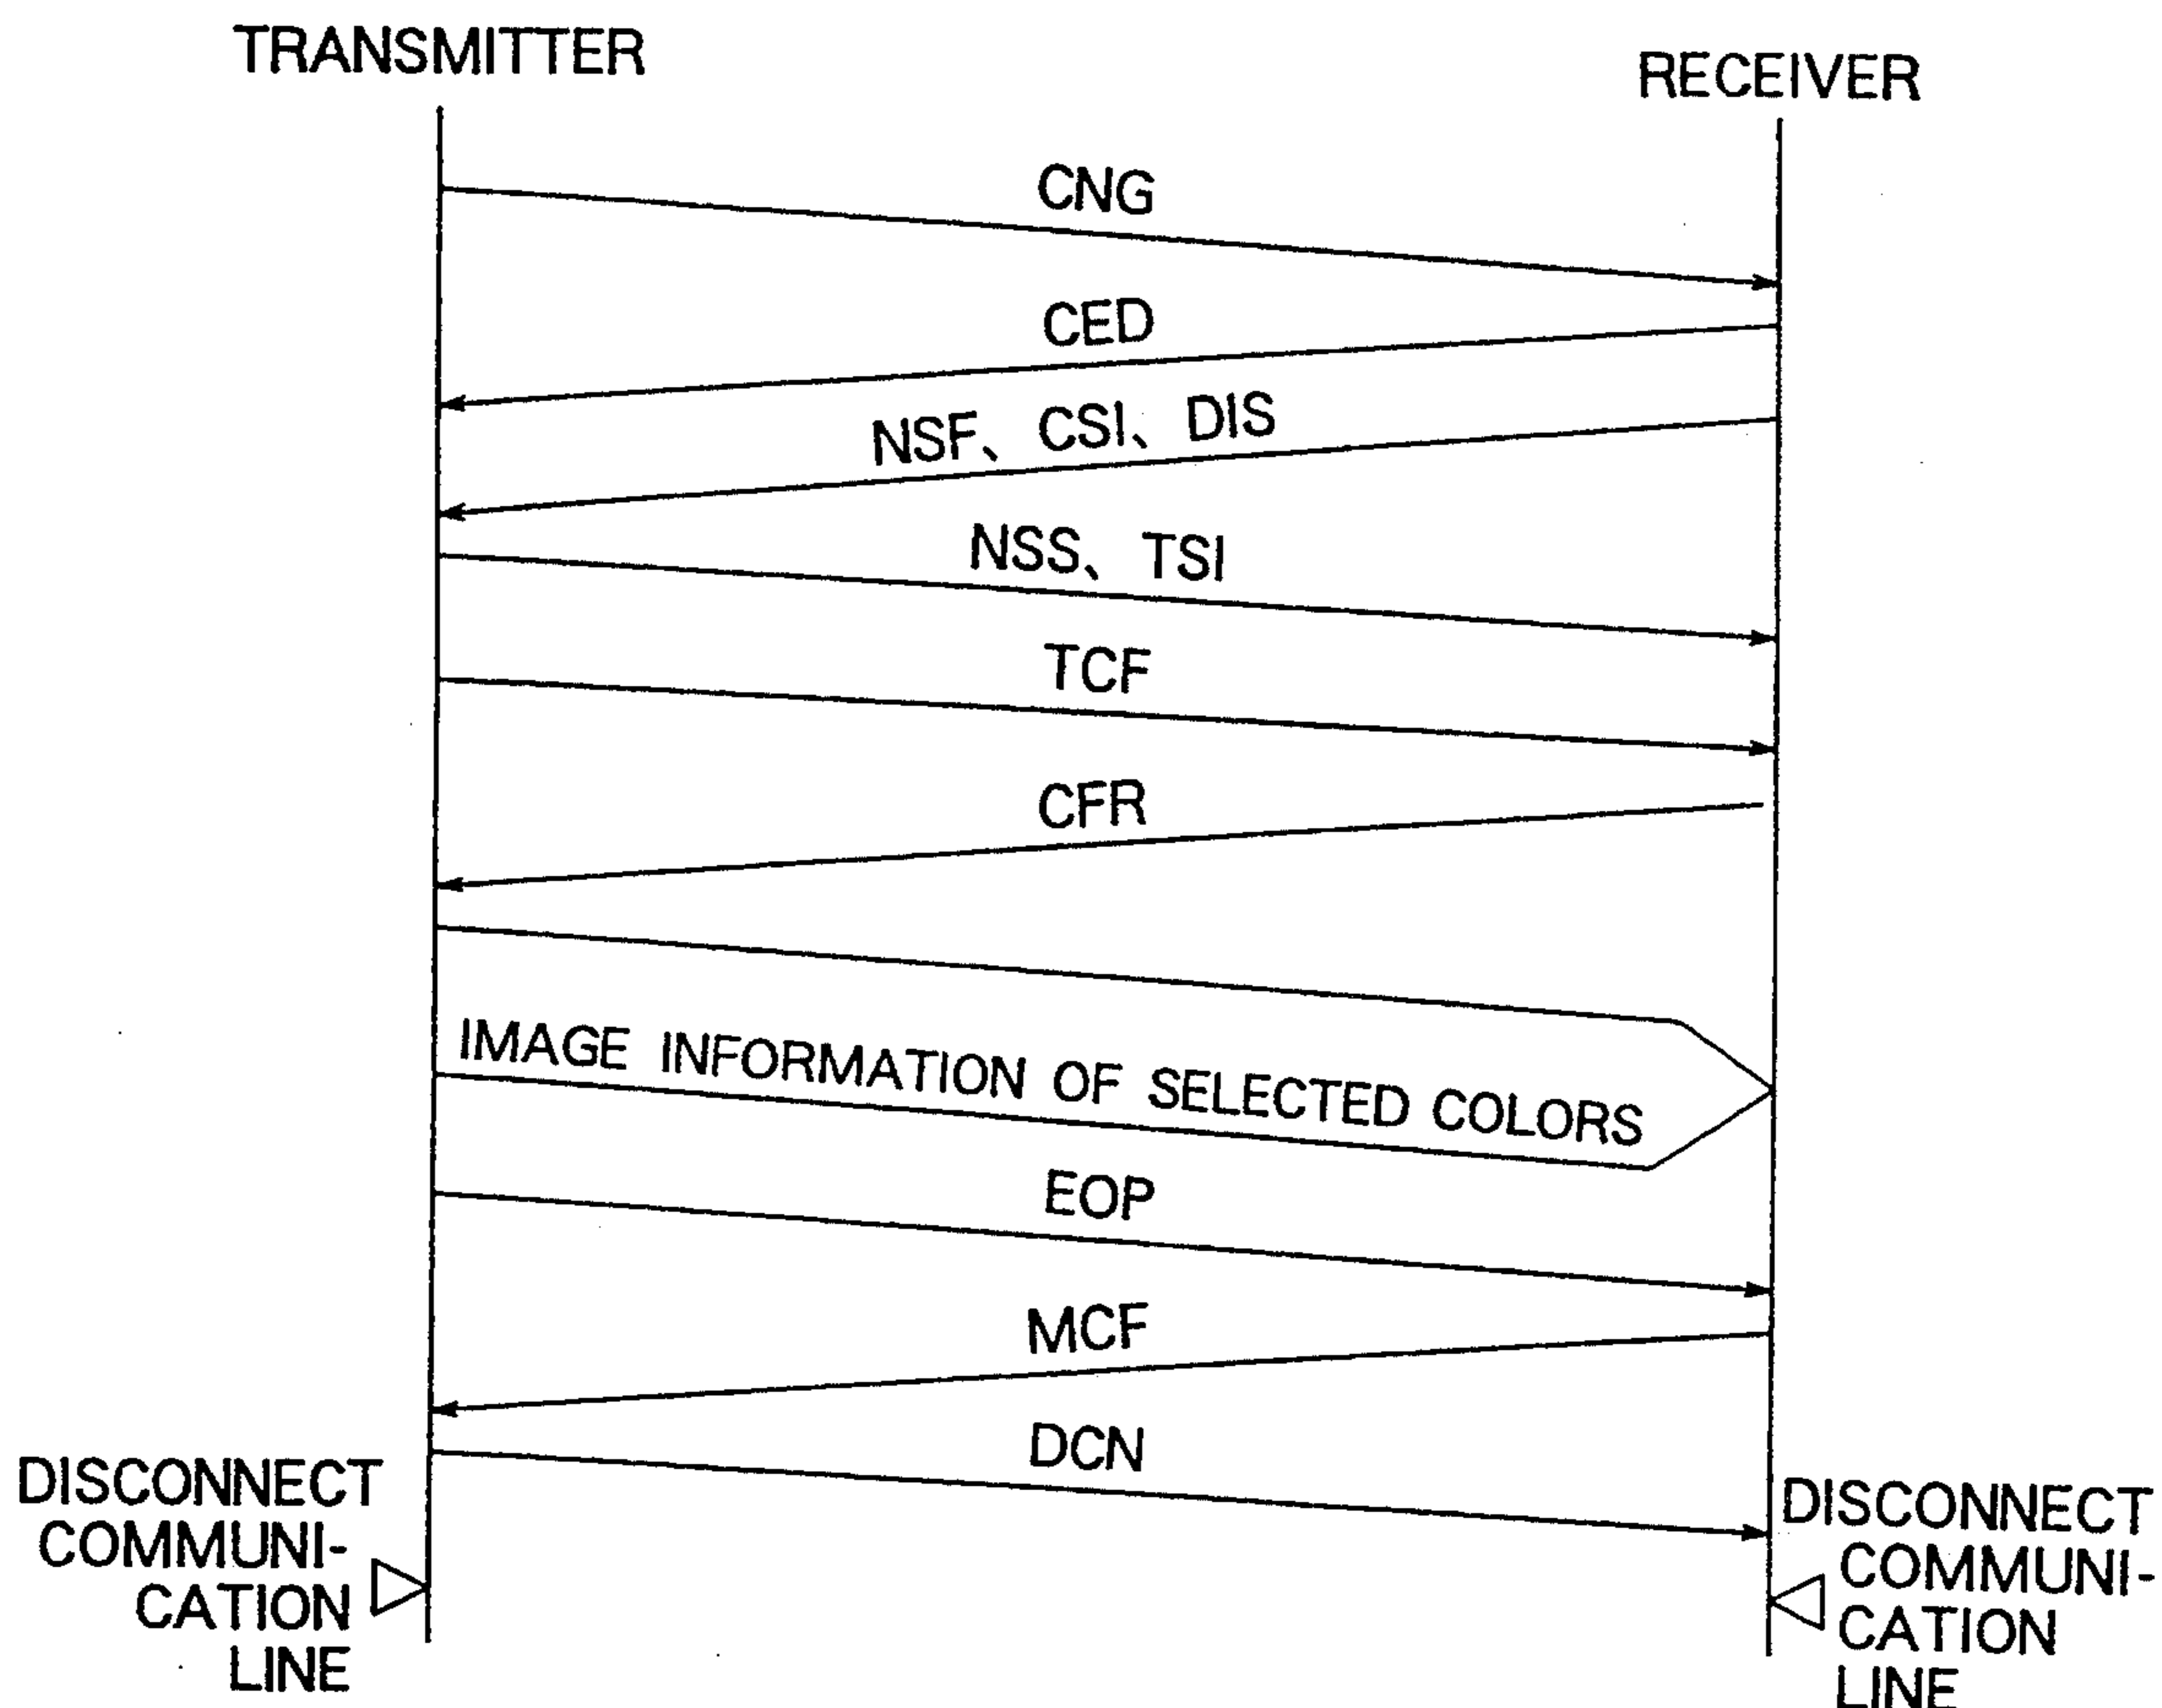 TRANSMITTER
RECEIVER
CNG
CED
NSF、CSI、DIS
NSS、TSI
TCF
CFR
IMAGE INFORMATION OF SELECTED COLORS
EOP
MCF
DCN
DISCONNECT
COMMUNI-
CATION
LINE
DISCONNECT
COMMUNI-
CATION
LINE